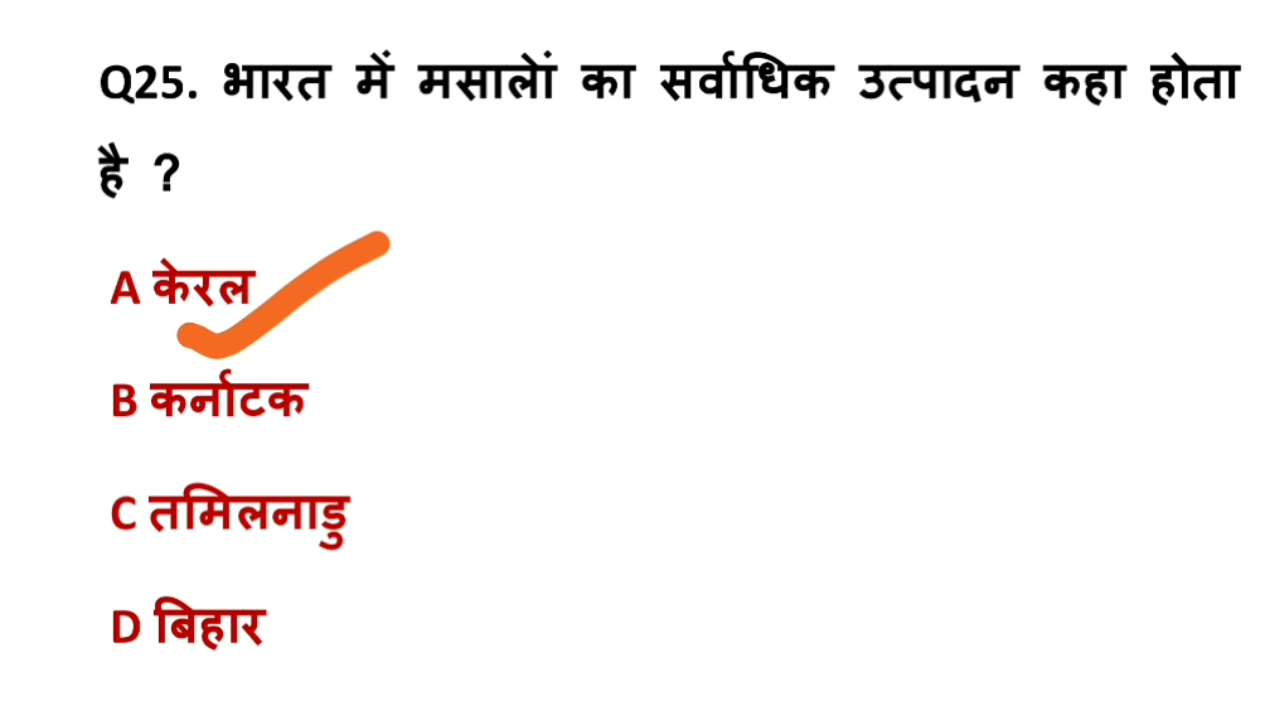 Q25. भारत में मसालों का सर्वाधिक उत्पादन कहा होता
है ?
A केरल
B कर्नाटक
C तमिलनाडु
D बिहार